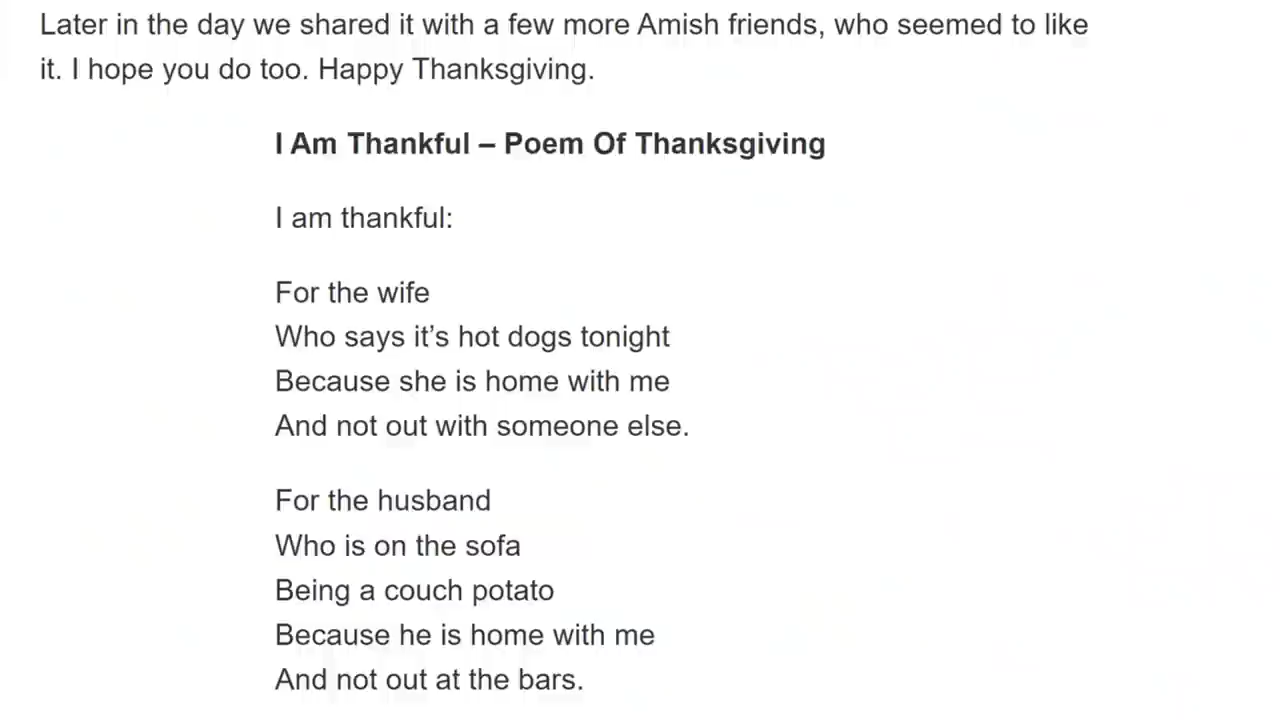 Later in the day we shared it with a few more Amish friends, who seemed to like
it. I hope you do too. Happy Thanksgiving.
I Am Thankful – Poem Of Thanksgiving
I am thankful:
For the wife
Who says it’s hot dogs tonight
Because she is home with me
And not out with someone else.
For the husband
Who is on the sofa
Being a couch potato
Because he is home with me
And not out at the bars.